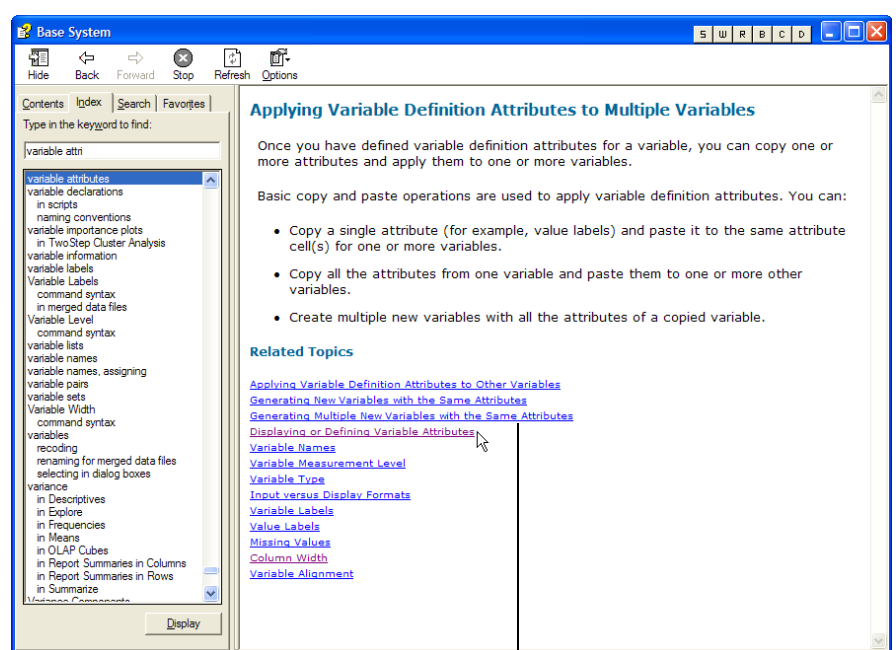 Base System
S W R B C D
Hide Back Forward Stop Refresh Options
Contents Index Search Favorites
Type in the keyword to find:
variable attri
variable attributes
variable declarations
in scripts
naming conventions
variable importance plots
in TwoStep Cluster Analysis
variable information
variable labels
Variable Labels
command syntax
in merged data files
Variable Level
command syntax
variable lists
variable names
variable names, assigning
variable pairs
variable sets
Variable Width
command syntax
variables
recoding
renaming for merged data files
selecting in dialog boxes
variance
in Descriptives
in Explore
in Frequencies
in Means
in OLAP Cubes
in Report Summaries in Columns
in Report Summaries in Rows
in Summarize
Variance Components
Display
Applying Variable Definition Attributes to Multiple Variables
Once you have defined variable definition attributes for a variable, you can copy one or
more attributes and apply them to one or more variables.
Basic copy and paste operations are used to apply variable definition attributes. You can:
• Copy a single attribute (for example, value labels) and paste it to the same attribute
cell(s) for one or more variables.
• Copy all the attributes from one variable and paste them to one or more other
variables.
• Create multiple new variables with all the attributes of a copied variable.
Related Topics
Applying Variable Definition Attributes to Other Variables
Generating New Variables with the Same Attributes
Generating Multiple New Variables with the Same Attributes
Displaying or Defining Variable Attributes
Variable Names
Variable Measurement Level
Variable Type
Input versus Display Formats
Variable Labels
Value Labels
Missing Values
Column Width
Variable Alignment